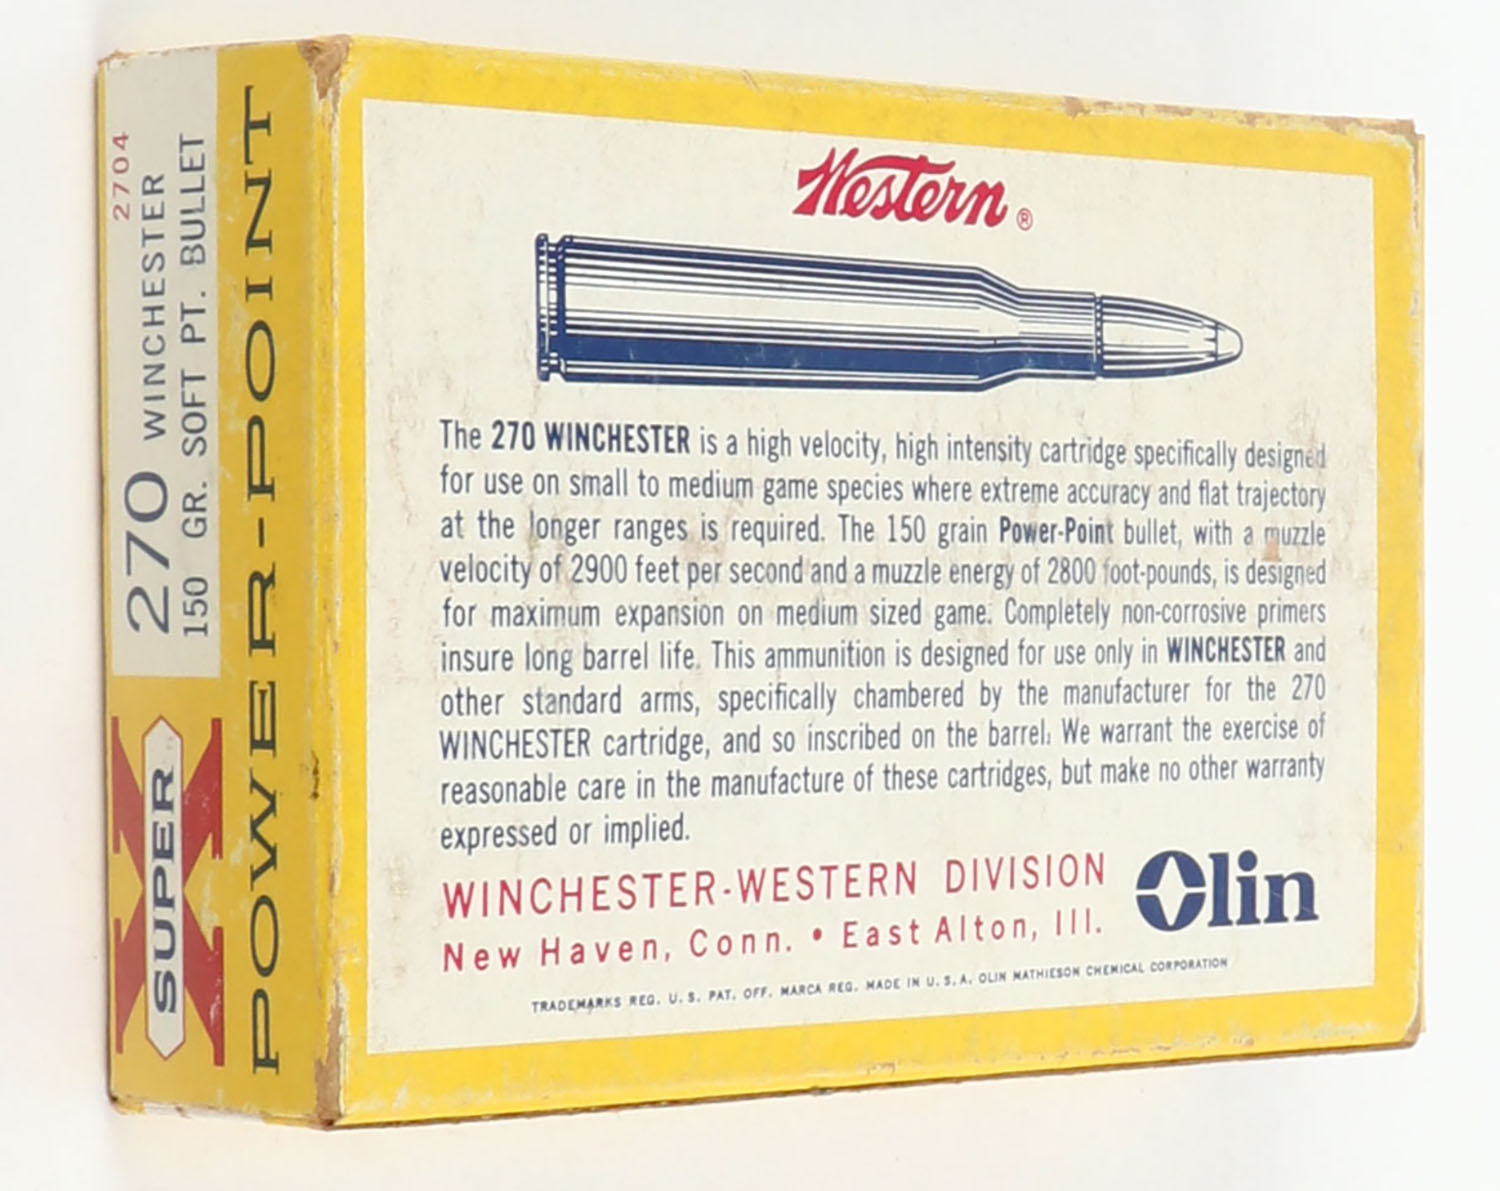 2704
270 WINCHESTER
150 GR. SOFT PT. BULLET
SUPER X
POWER-POINT
Western ®
The 270 WINCHESTER is a high velocity, high intensity cartridge specifically designed
for use on small to medium game species where extreme accuracy and flat trajectory
at the longer ranges is required. The 150 grain Power-Point bullet, with a muzzle
velocity of 2900 feet per second and a muzzle energy of 2800 foot-pounds, is designed
for maximum expansion on medium sized game. Completely non-corrosive primers
insure long barrel life. This ammunition is designed for use only in WINCHESTER and
other standard arms, specifically chambered by the manufacturer for the 270
WINCHESTER cartridge, and so inscribed on the barrel. We warrant the exercise of
reasonable care in the manufacture of these cartridges, but make no other warranty
expressed or implied.
WINCHESTER-WESTERN DIVISION
New Haven, Conn. • East Alton, Ill.
Olin
TRADEMARKS REG. U.S. PAT. OFF. MARCA REG. MADE IN U.S.A. OLIN MATHIESON CHEMICAL CORPORATION